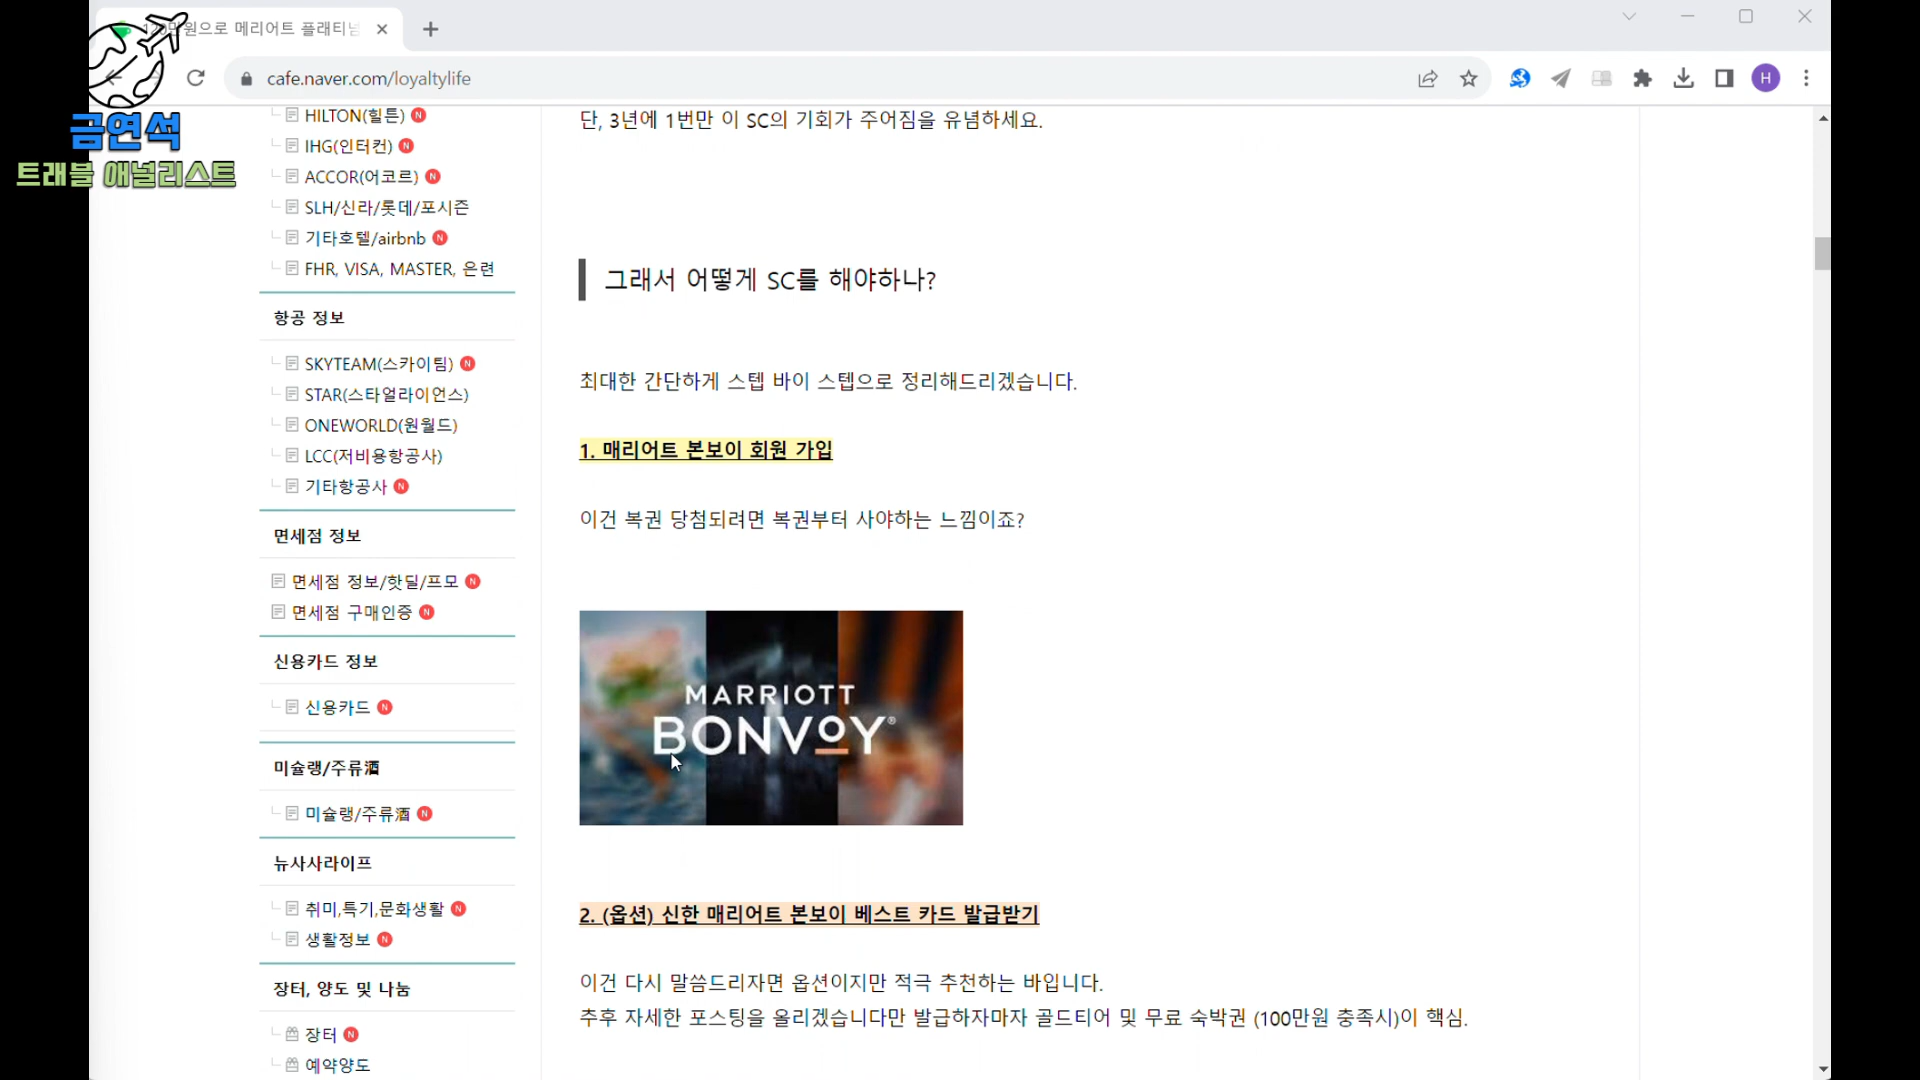 120만원으로 메리어트 플래티넘
cafe.naver.com/loyaltylife
H
금연석
트래블 애널리스트
HILTON(힐튼) N
IHG(인터컨) N
ACCOR(어코르) N
SLH/신라/롯데/포시즌
기타호텔/airbnb N
FHR, VISA, MASTER, 은련
항공 정보
SKYTEAM(스카이팀) N
STAR(스타얼라이언스)
ONEWORLD(원월드)
LCC(저비용항공사)
기타항공사 N
면세점 정보
면세점 정보/핫딜/프모 N
면세점 구매인증 N
신용카드 정보
신용카드 N
미슐랭/주류酒
미슐랭/주류酒 N
뉴사사라이프
취미,특기,문화생활 N
생활정보 N
장터, 양도 및 나눔
장터 N
예약양도
단, 3년에 1번만 이 SC의 기회가 주어짐을 유념하세요.
그래서 어떻게 SC를 해야하나?
최대한 간단하게 스텝 바이 스텝으로 정리해드리겠습니다.
1. 매리어트 본보이 회원 가입
이건 복권 당첨되려면 복권부터 사야하는 느낌이죠?
MARRIOTT
BONVOY®
2. (옵션) 신한 매리어트 본보이 베스트 카드 발급받기
이건 다시 말씀드리자면 옵션이지만 적극 추천하는 바입니다.
추후 자세한 포스팅을 올리겠습니다만 발급하자마자 골드티어 및 무료 숙박권 (100만원 충족시)이 핵심.